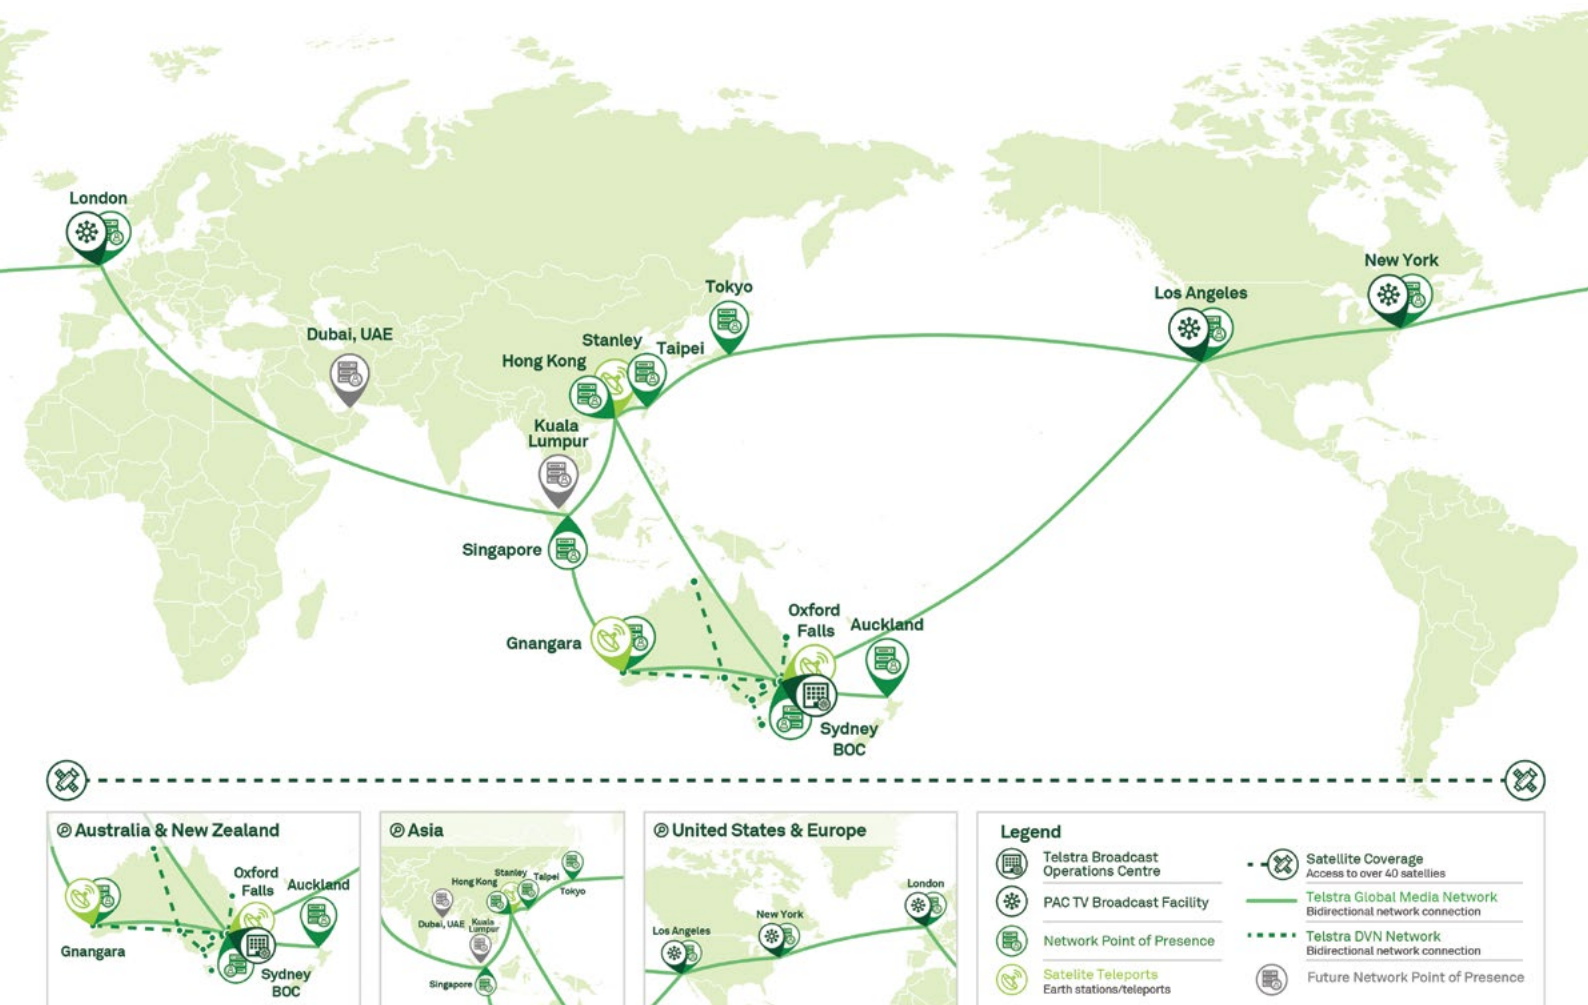 London
New York
Tokyo
Los Angeles
Dubai, UAE
Stanley
Taipei
Hong Kong
Kuala
Lumpur
Singapore
Oxford
Falls
Auckland
Gnangara
Sydney
BOC
Australia & New Zealand
Oxford
Falls
Auckland
Gnangara
Sydney
BOC
Asia
Stanley
Hong Kong
Taipei
Tokyo
Dubai, UAE
Kuala
Lumpur
Singapore
United States & Europe
London
New York
Los Angeles
Legend
Telstra Broadcast
Operations Centre
PAC TV Broadcast Facility
Network Point of Presence
Satelite Teleports
Earth stations/teleports
Satellite Coverage
Access to over 40 satellies
Telstra Global Media Network
Bidirectional network connection
Telstra DVN Network
Bidirectional network connection
Future Network Point of Presence